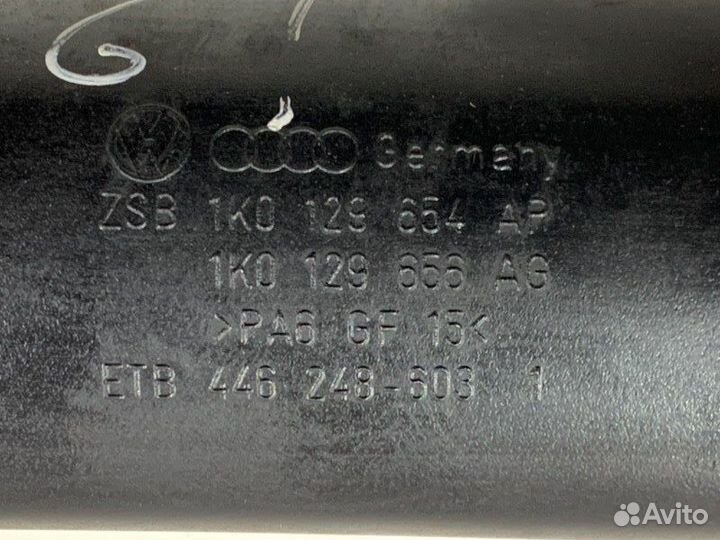 Germany
ZSB 1K0 129 654 AP
1K0 129 656 AG
>PA6 GF 15<
ETB 446 248-603 1
Avito